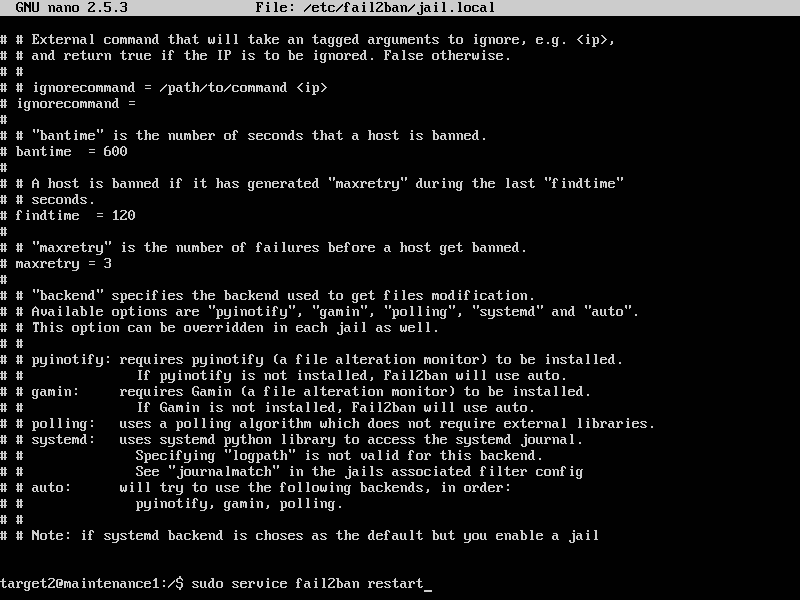 GNU nano 2.5.3 File: /etc/fail2ban/jail.local
# # External command that will take an tagged arguments to ignore, e.g. <ip>,
# # and return true if the IP is to be ignored. False otherwise.
# #
# # ignorecommand = /path/to/command <ip>
# ignorecommand =
#
# # "bantime" is the number of seconds that a host is banned.
# bantime  = 600
#
# # A host is banned if it has generated "maxretry" during the last "findtime"
# # seconds.
# findtime  = 120
#
# # "maxretry" is the number of failures before a host get banned.
# maxretry = 3
#
# # "backend" specifies the backend used to get files modification.
# # Available options are "pyinotify", "gamin", "polling", "systemd" and "auto".
# # This option can be overridden in each jail as well.
# #
# # pyinotify: requires pyinotify (a file alteration monitor) to be installed.
# #              If pyinotify is not installed, Fail2ban will use auto.
# # gamin:     requires Gamin (a file alteration monitor) to be installed.
# #              If Gamin is not installed, Fail2ban will use auto.
# # polling:   uses a polling algorithm which does not require external libraries.
# # systemd:   uses systemd python library to access the systemd journal.
# #              Specifying "logpath" is not valid for this backend.
# #              See "journalmatch" in the jails associated filter config
# # auto:      will try to use the following backends, in order:
# #              pyinotify, gamin, polling.
# #
# # Note: if systemd backend is choses as the default but you enable a jail
target2@maintenance1:/$ sudo service fail2ban restart_